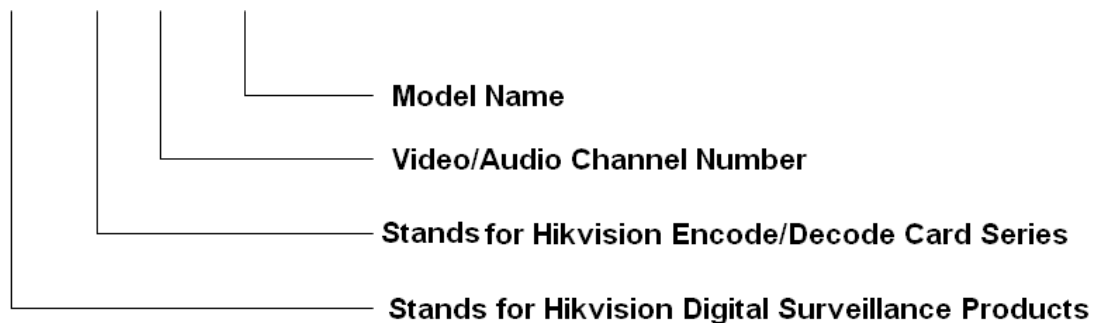 Model Name
Video/Audio Channel Number
Stands for Hikvision Encode/Decode Card Series
Stands for Hikvision Digital Surveillance Products